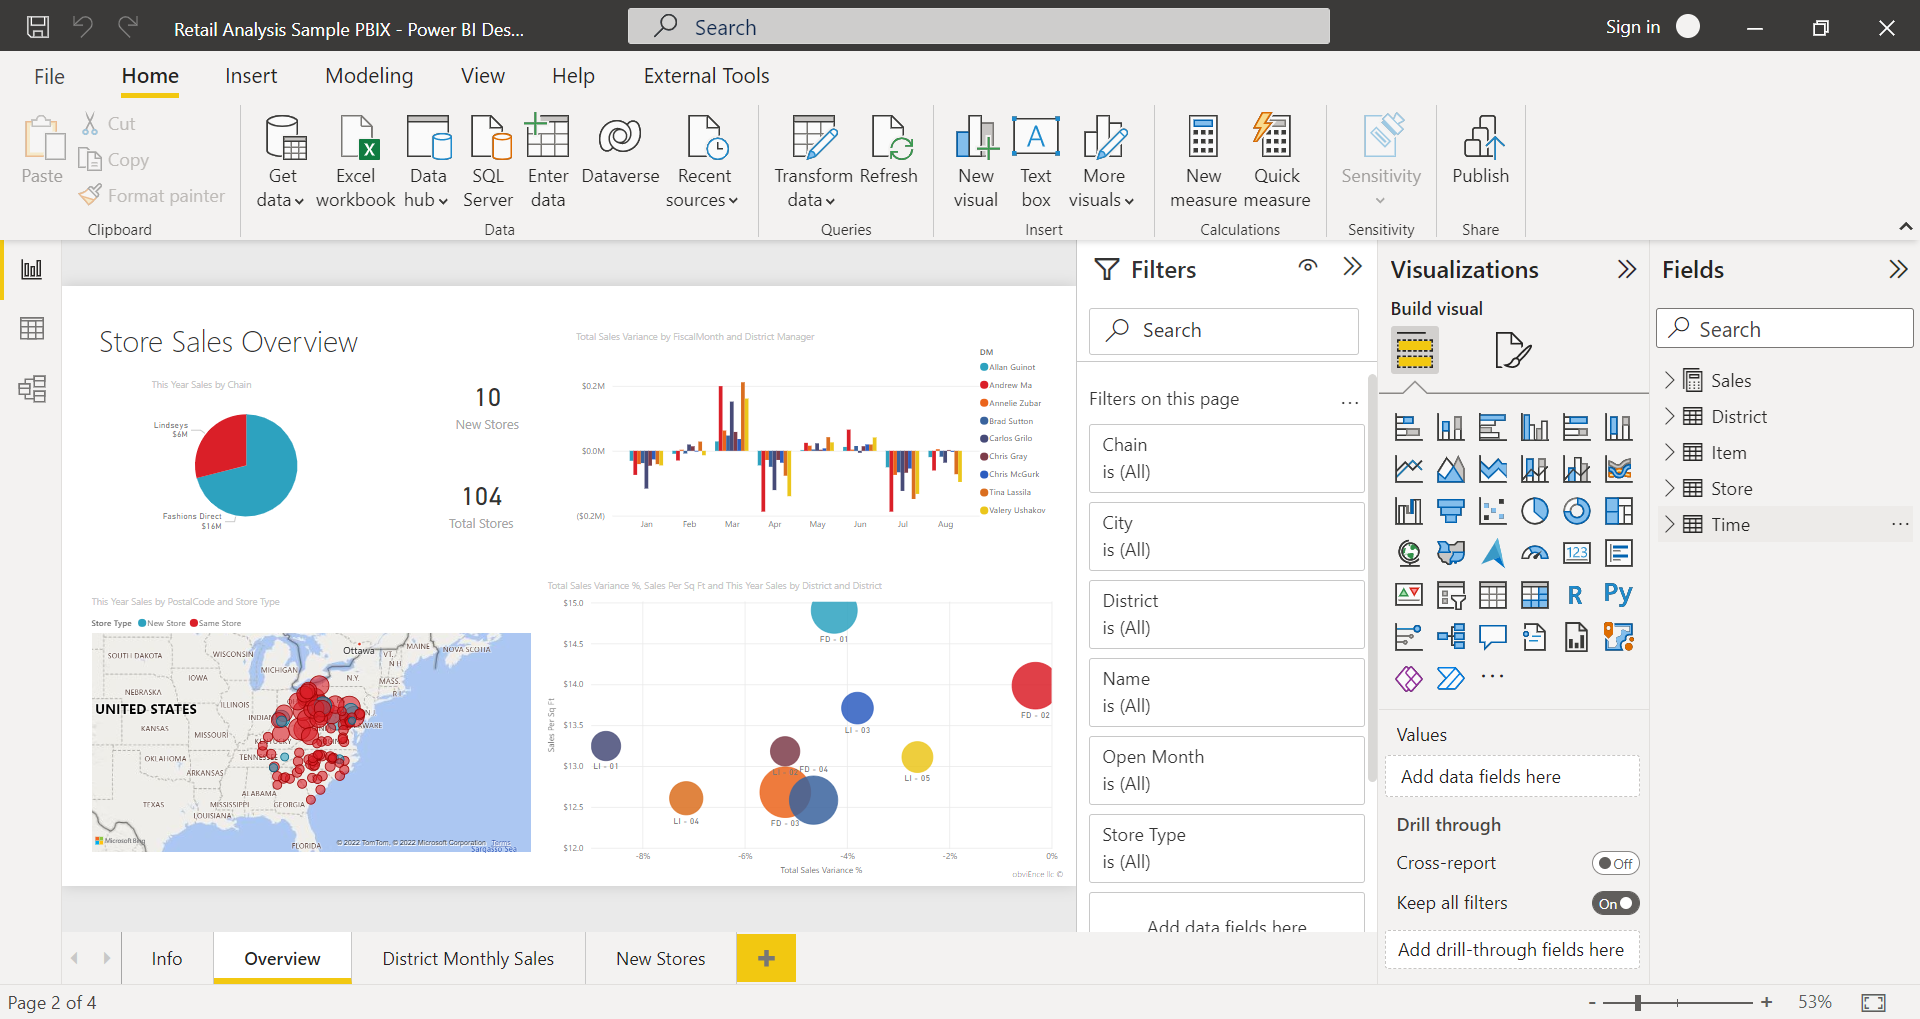 Retail Analysis Sample PBIX - Power BI Des...
Search
Sign in
File
Home
Insert
Modeling
View
Help
External Tools
Paste
Cut
Copy
Format painter
Clipboard
Get data
Excel workbook
Data hub
SQL Server
Enter data
Dataverse
Recent sources
Data
Transform data
Refresh
Queries
New visual
A
Text box
More visuals
Insert
New measure
Quick measure
Calculations
Sensitivity
Sensitivity
Publish
Share
Store Sales Overview
This Year Sales by Chain
Lindseys
$6M
Fashions Direct
$16M
10
New Stores
104
Total Stores
Total Sales Variance by FiscalMonth and District Manager
$0.2M
$0.0M
($0.2M)
Jan Feb Mar Apr May Jun Jul Aug
DM
Allan Guinot
Andrew Ma
Annelie Zubar
Brad Sutton
Carlos Grilo
Chris Gray
Chris McGurk
Tina Lassila
Valery Ushakov
This Year Sales by PostalCode and Store Type
Store Type New Store Same Store
SOUTH DAKOTA
WISCONSIN
Ottawa
VT.
MAINE
NOVA SCOTIA
N H
MICHIGAN
IOWA
N.Y.
MASS.
R I
NEBRASKA
ILLINOIS
UNITED STATES
KANSAS
MISSOURI
OKLAHOMA
ARKANSAS
ALABAMA
TEXAS
MISSISSIPPI
GEORGIA
LOUISIANA
FLORIDA
Microsoft Bing
© 2022 TomTom, © 2022 Microsoft Corporation Terms
Sargasso Sea
Total Sales Variance %, Sales Per Sq Ft and This Year Sales by District and District
Sales Per Sq Ft
$15.0
$14.5
$14.0
$13.5
$13.0
$12.5
$12.0
FD - 01
FD - 02
LI - 03
LI - 01
LI - 02
FD - 04
LI - 05
LI - 04
FD - 03
-8% -6% -4% -2% 0%
Total Sales Variance %
obviEnce llc ©
Filters
Search
Filters on this page
...
Chain
is (All)
City
is (All)
District
is (All)
Name
is (All)
Open Month
is (All)
Store Type
is (All)
Add data fields here
Visualizations
Build visual
123
R
Py
...
Values
Add data fields here
Drill through
Cross-report
Off
Keep all filters
On
Add drill-through fields here
Fields
Search
Sales
District
Item
Store
Time
...
Info
Overview
District Monthly Sales
New Stores
+
Page 2 of 4
- + 53%